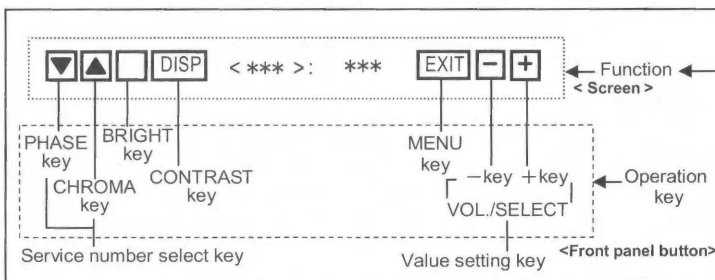 ▼ ▲ DISP < *** >: *** EXIT − +
Function
< Screen >
PHASE key
BRIGHT key
MENU key
CHROMA key
CONTRAST key
−key +key
Operation key
VOL./SELECT
Service number select key
Value setting key
<Front panel button>